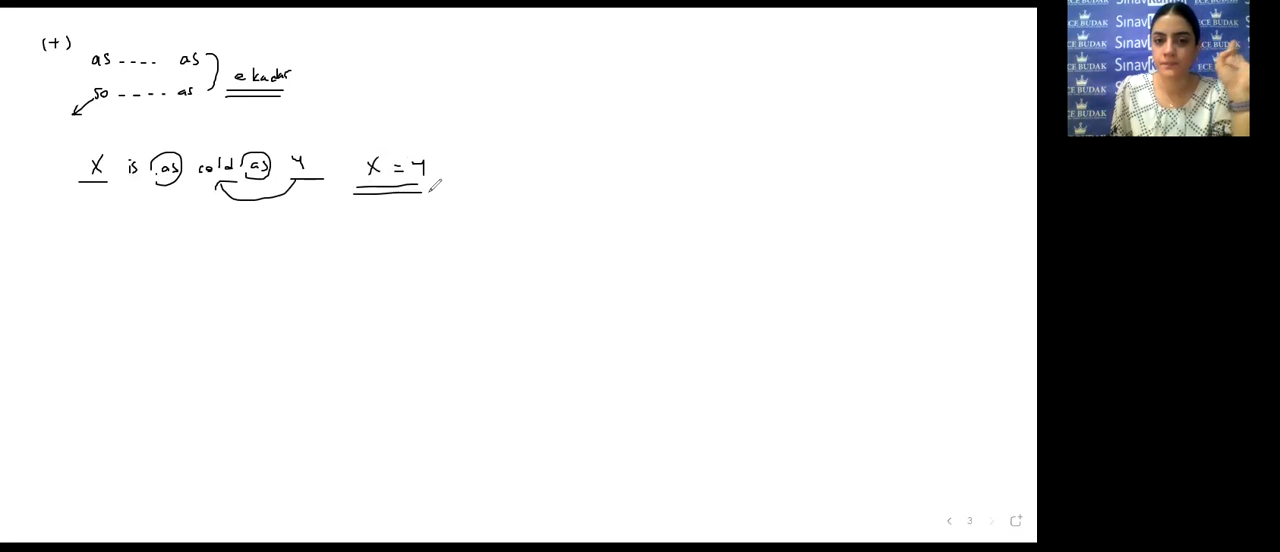 (+)
as ---- as
e kadar
so ---- as
X is as cold as Y X = Y
3
Sınav
ECE BUDAK